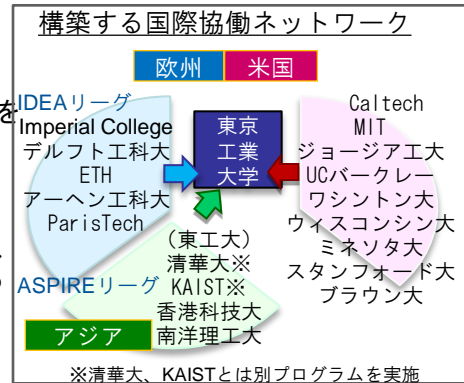 構築する国際協働ネットワーク
欧州 米国
を
IDEAリーグ
Imperial College
デルフト工科大
ETH
アーヘン工科大
ParisTech
東京
工業
大学
Caltech
MIT
ジョージア工大
UCバークレー
ワシントン大
ウィスコンシン大
ミネソタ大
スタンフォード大
ブラウン大
(東工大)
清華大※
ASPIREリーグ KAIST※
香港科技大
南洋理工大
アジア
※清華大、KAISTとは別プログラムを実施